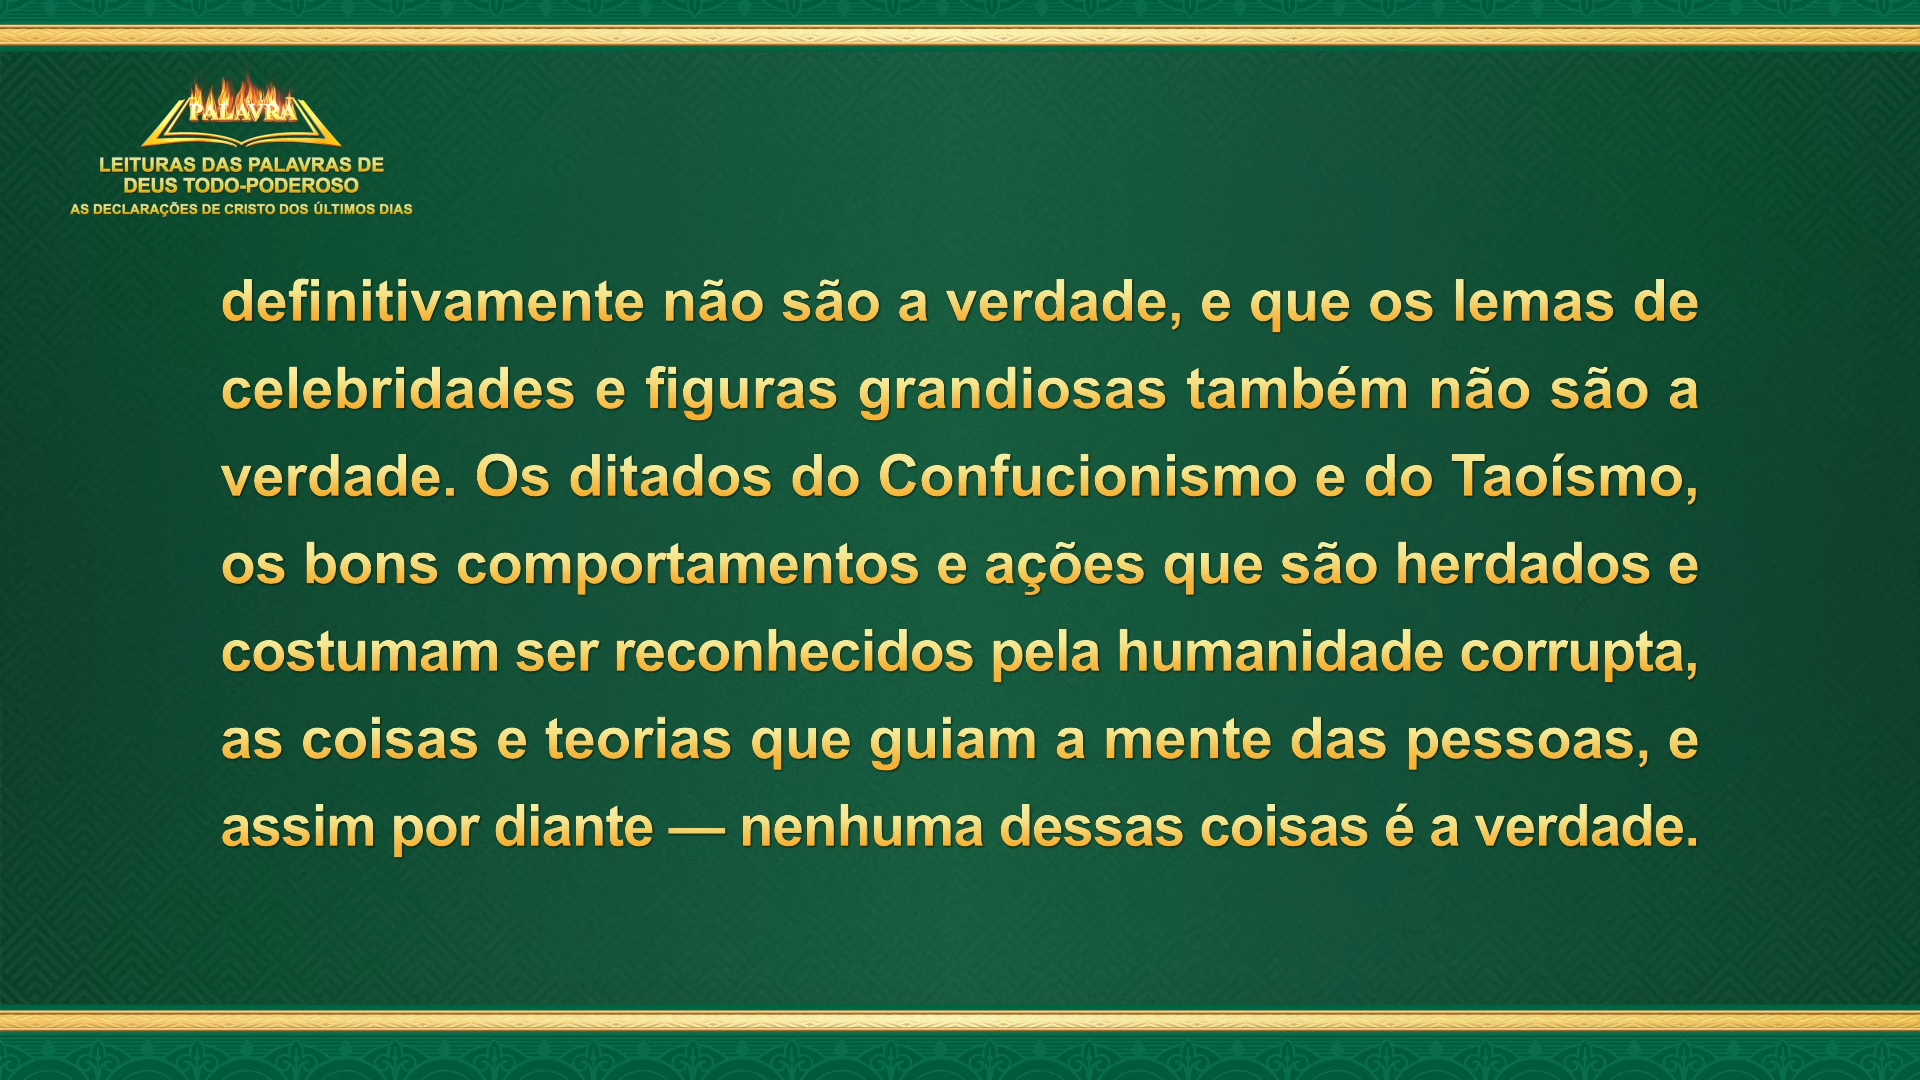 PALAVRA
LEITURAS DAS PALAVRAS DE
DEUS TODO-PODEROSO
AS DECLARAÇÕES DE CRISTO DOS ÚLTIMOS DIAS
definitivamente não são a verdade, e que os lemas de
celebridades e figuras grandiosas também não são a
verdade. Os ditados do Confucionismo e do Taoísmo,
os bons comportamentos e ações que são herdados e
costumam ser reconhecidos pela humanidade corrupta,
as coisas e teorias que guiam a mente das pessoas, e
assim por diante — nenhuma dessas coisas é a verdade.